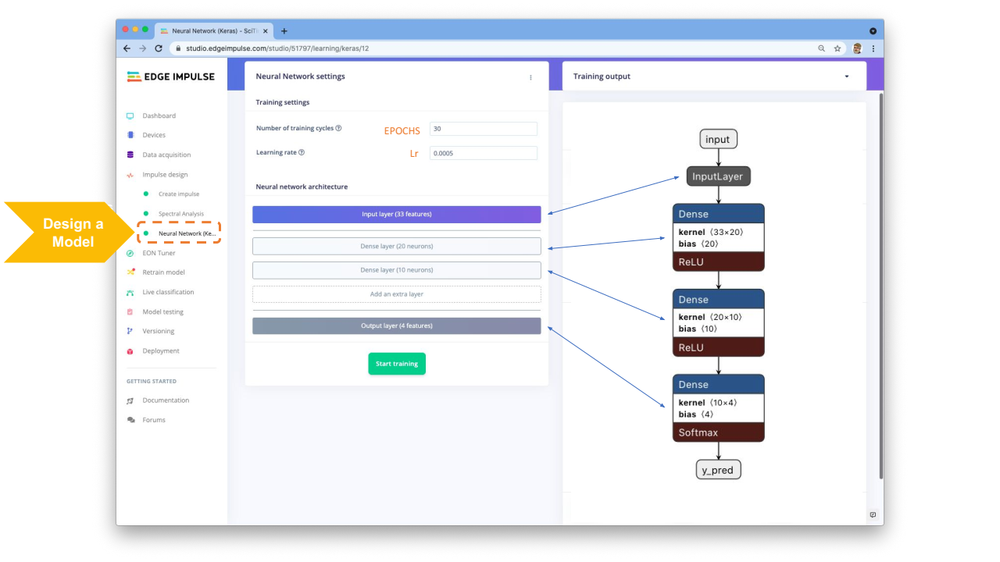 Neural Network (Keras) - SciTi
studio.edgeimpulse.com/studio/51797/learning/keras/12
EDGE IMPULSE
Dashboard
Devices
Data acquisition
Impulse design
Create impulse
Spectral Analysis
Neural Network (Ke...
EON Tuner
Retrain model
Live classification
Model testing
Versioning
Deployment
GETTING STARTED
Documentation
Forums
Design a
Model
Neural Network settings
Training settings
Number of training cycles
EPOCHS
30
Learning rate
Lr
0.0005
Neural network architecture
Input layer (33 features)
Dense layer (20 neurons)
Dense layer (10 neurons)
Add an extra layer
Output layer (4 features)
Start training
Training output
input
InputLayer
Dense
kernel ⟨33×20⟩
bias ⟨20⟩
ReLU
Dense
kernel ⟨20×10⟩
bias ⟨10⟩
ReLU
Dense
kernel ⟨10×4⟩
bias ⟨4⟩
Softmax
y_pred